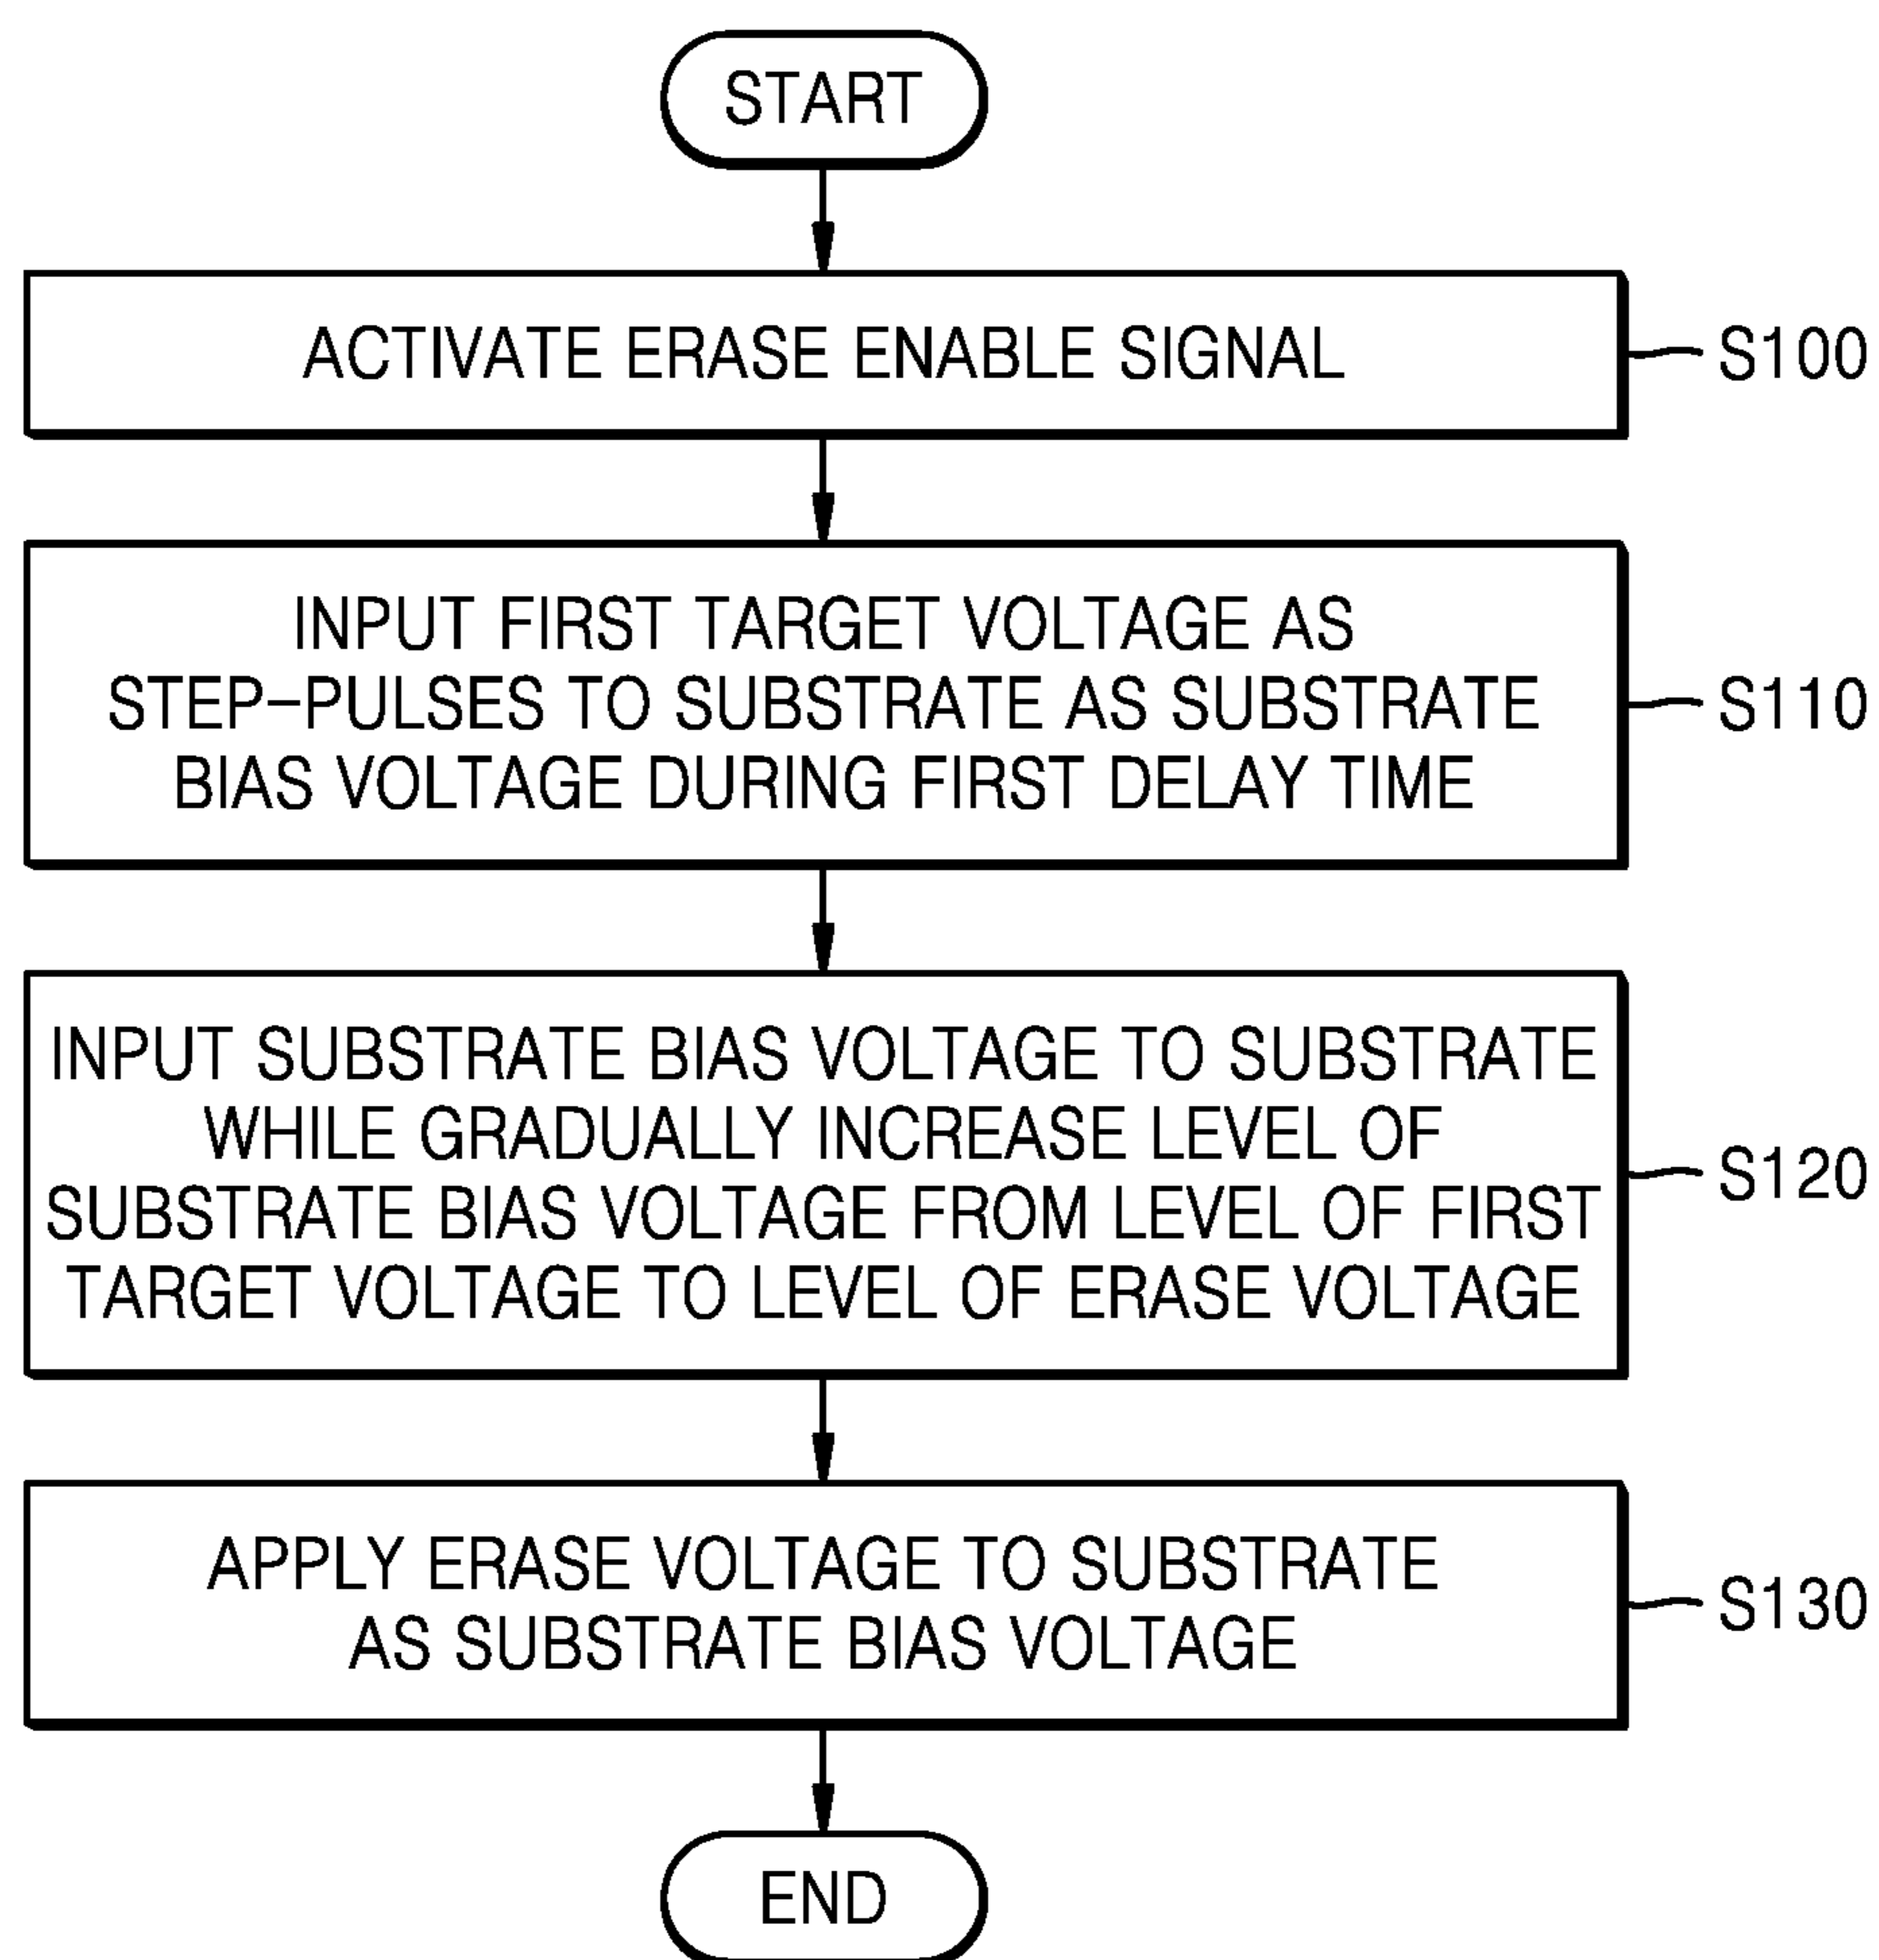 START
ACTIVATE ERASE ENABLE SIGNAL
S100
INPUT FIRST TARGET VOLTAGE AS
STEP-PULSES TO SUBSTRATE AS SUBSTRATE
BIAS VOLTAGE DURING FIRST DELAY TIME
S110
INPUT SUBSTRATE BIAS VOLTAGE TO SUBSTRATE
WHILE GRADUALLY INCREASE LEVEL OF
SUBSTRATE BIAS VOLTAGE FROM LEVEL OF FIRST
TARGET VOLTAGE TO LEVEL OF ERASE VOLTAGE
S120
APPLY ERASE VOLTAGE TO SUBSTRATE
AS SUBSTRATE BIAS VOLTAGE
S130
END